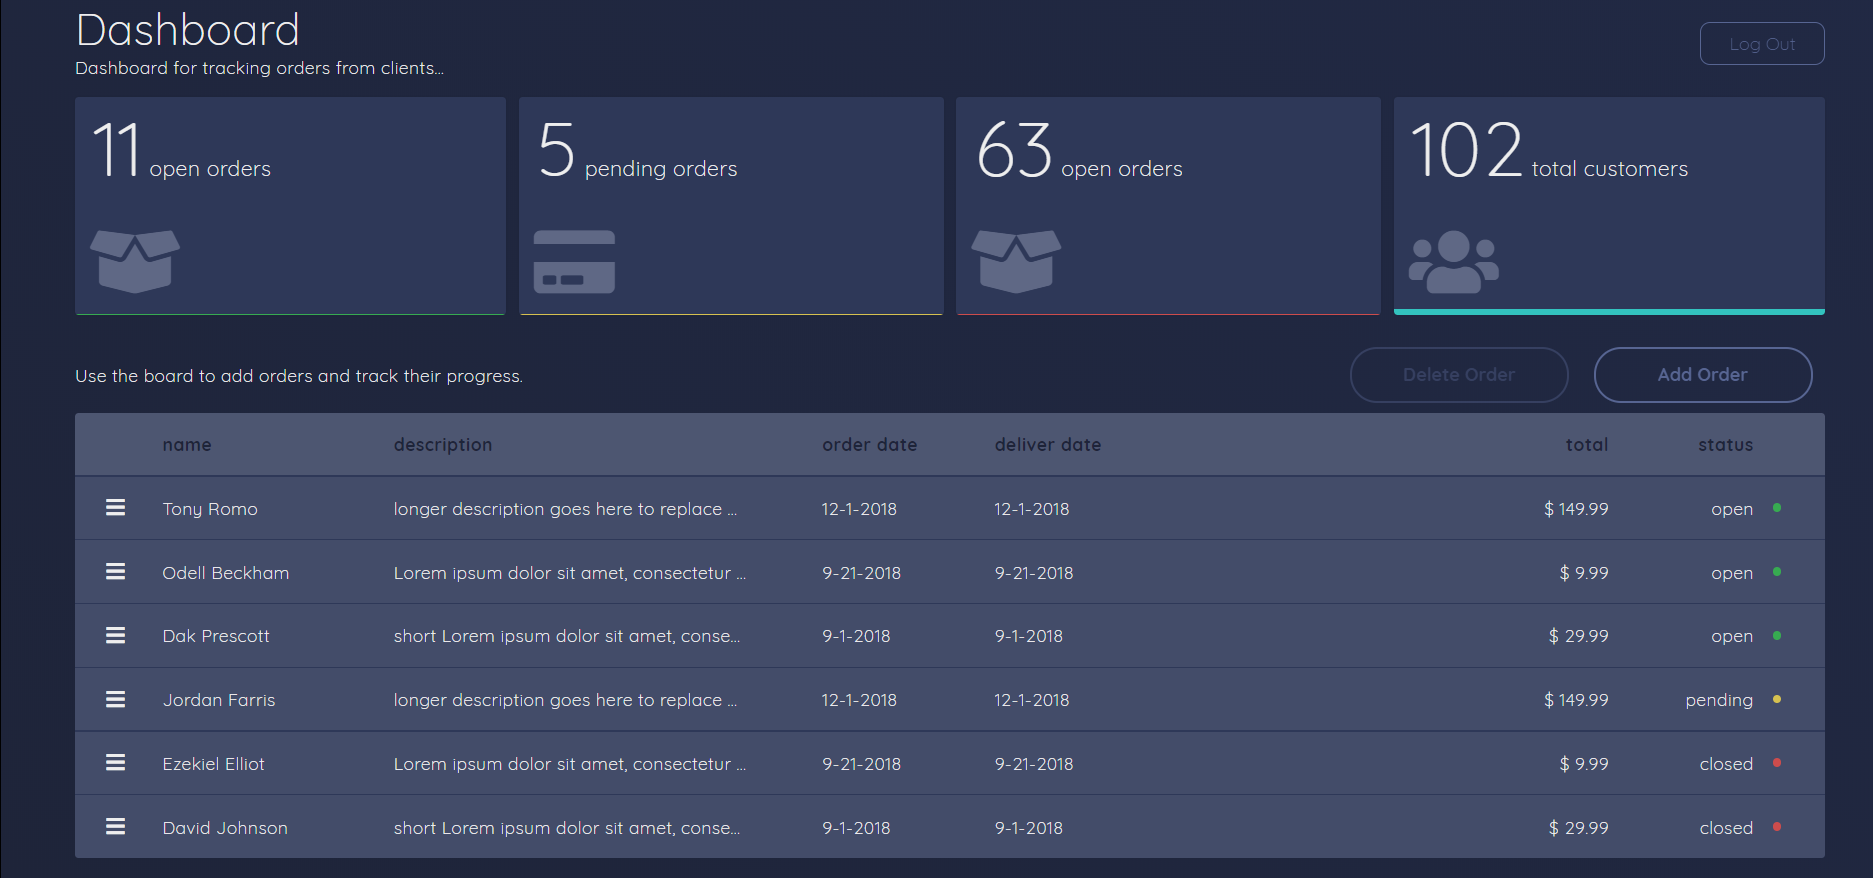 Dashboard
Log Out
Dashboard for tracking orders from clients...
11 open orders
5 pending orders
63 open orders
102 total customers
Use the board to add orders and track their progress.
Delete Order
Add Order
name description order date deliver date total status
Tony Romo longer description goes here to replace ... 12-1-2018 12-1-2018 $ 149.99 open
Odell Beckham Lorem ipsum dolor sit amet, consectetur ... 9-21-2018 9-21-2018 $ 9.99 open
Dak Prescott short Lorem ipsum dolor sit amet, conse... 9-1-2018 9-1-2018 $ 29.99 open
Jordan Farris longer description goes here to replace ... 12-1-2018 12-1-2018 $ 149.99 pending
Ezekiel Elliot Lorem ipsum dolor sit amet, consectetur ... 9-21-2018 9-21-2018 $ 9.99 closed
David Johnson short Lorem ipsum dolor sit amet, conse... 9-1-2018 9-1-2018 $ 29.99 closed